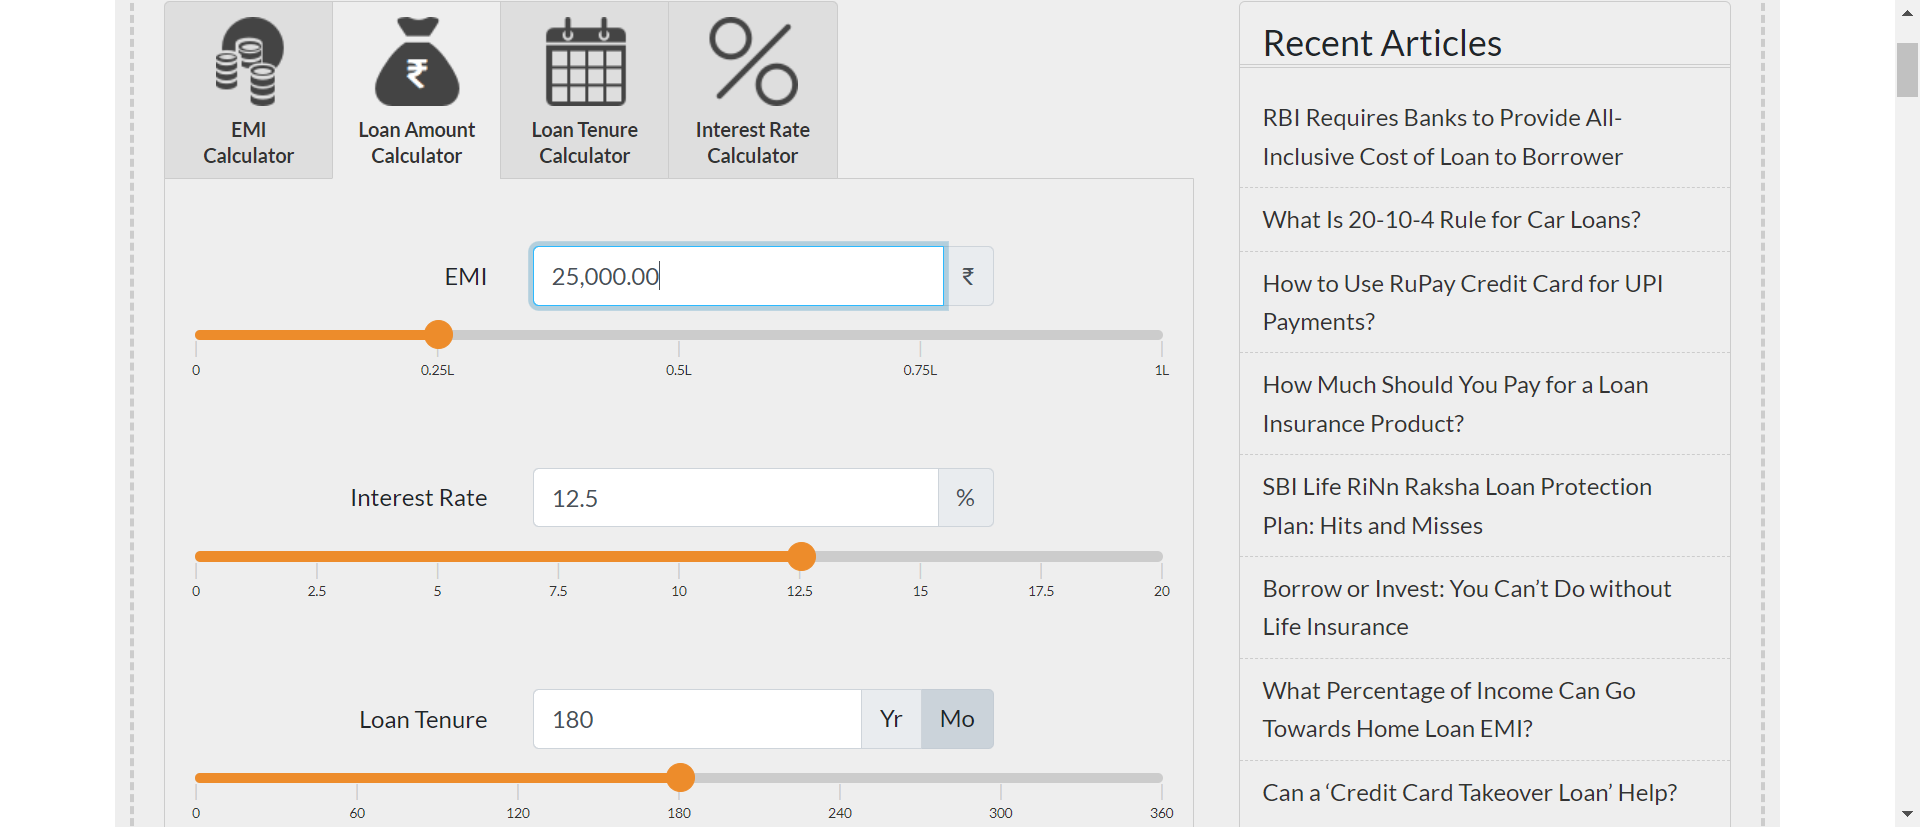 EMI
Calculator
Loan Amount
Calculator
Loan Tenure
Calculator
Interest Rate
Calculator
EMI
25,000.00
₹
0
0.25L
0.5L
0.75L
1L
Interest Rate
12.5
%
0
2.5
5
7.5
10
12.5
15
17.5
20
Loan Tenure
180
Yr
Mo
0
60
120
180
240
300
360
Recent Articles
RBI Requires Banks to Provide All-
Inclusive Cost of Loan to Borrower
What Is 20-10-4 Rule for Car Loans?
How to Use RuPay Credit Card for UPI
Payments?
How Much Should You Pay for a Loan
Insurance Product?
SBI Life RiNn Raksha Loan Protection
Plan: Hits and Misses
Borrow or Invest: You Can’t Do without
Life Insurance
What Percentage of Income Can Go
Towards Home Loan EMI?
Can a ‘Credit Card Takeover Loan’ Help?